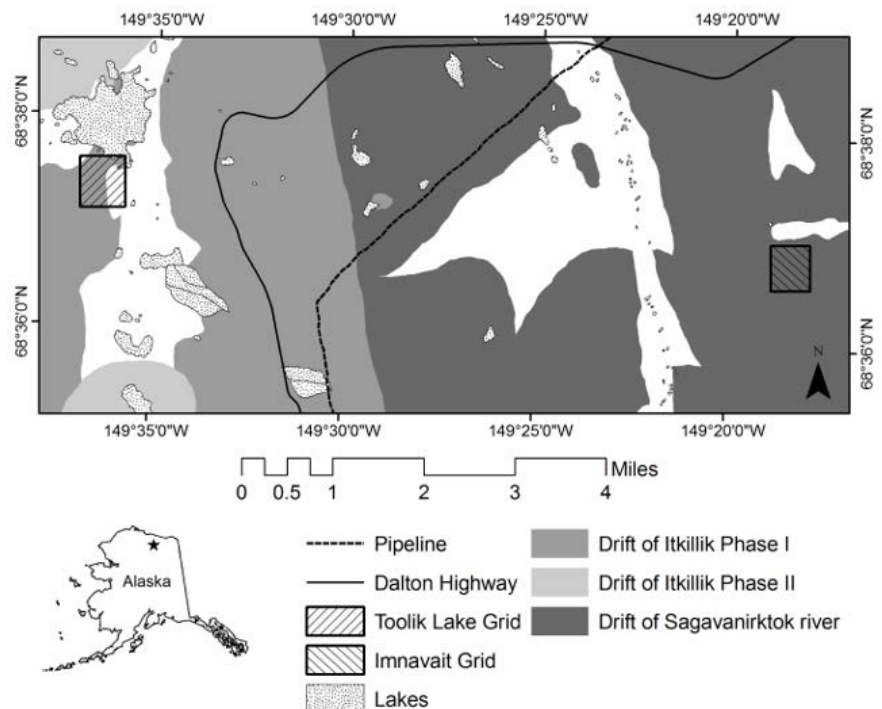 149°35'0"W 149°30'0"W 149°25'0"W 149°20'0"W
68°38'0"N
68°36'0"N
68°38'0"N
68°36'0"N
N
149°35'0"W 149°30'0"W 149°25'0"W 149°20'0"W
Miles
0 0.5 1 2 3 4
Alaska
Pipeline
Dalton Highway
Toolik Lake Grid
Imnavait Grid
Lakes
Drift of Itkillik Phase I
Drift of Itkillik Phase II
Drift of Sagavanirktok river